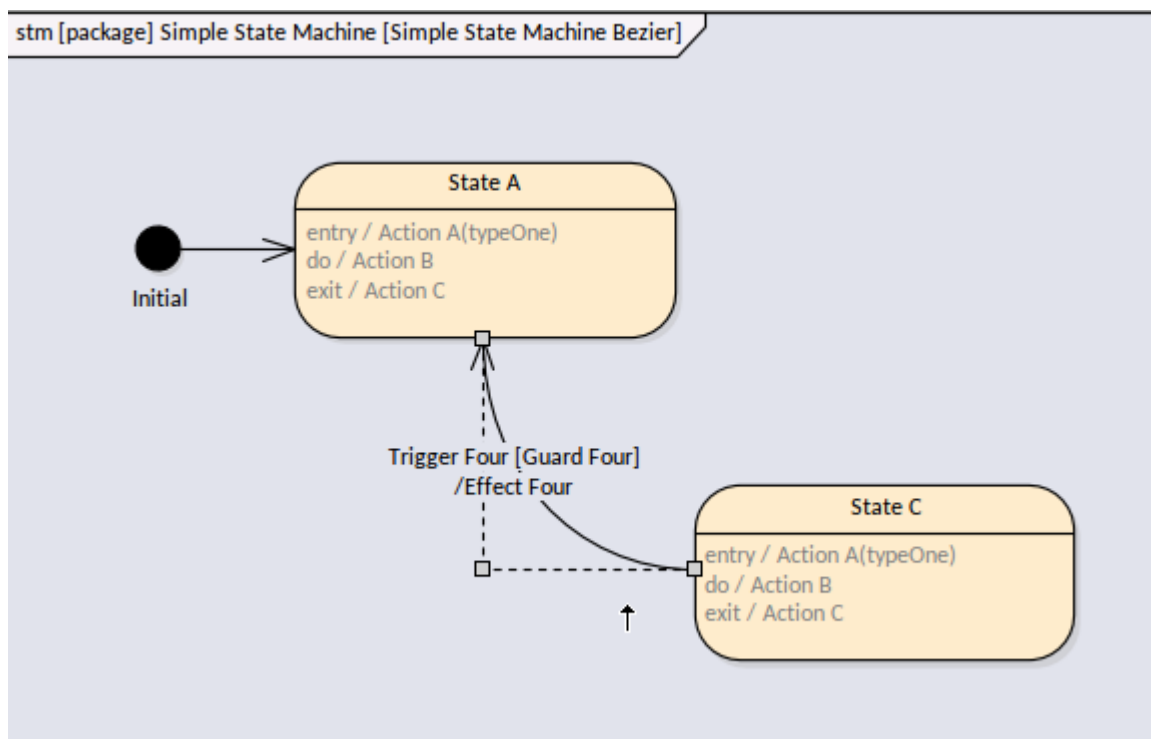 stm [package] Simple State Machine [Simple State Machine Bezier]
State A
entry / Action A(typeOne)
do / Action B
exit / Action C
Initial
Trigger Four [Guard Four]
/Effect Four
State C
entry / Action A(typeOne)
do / Action B
exit / Action C